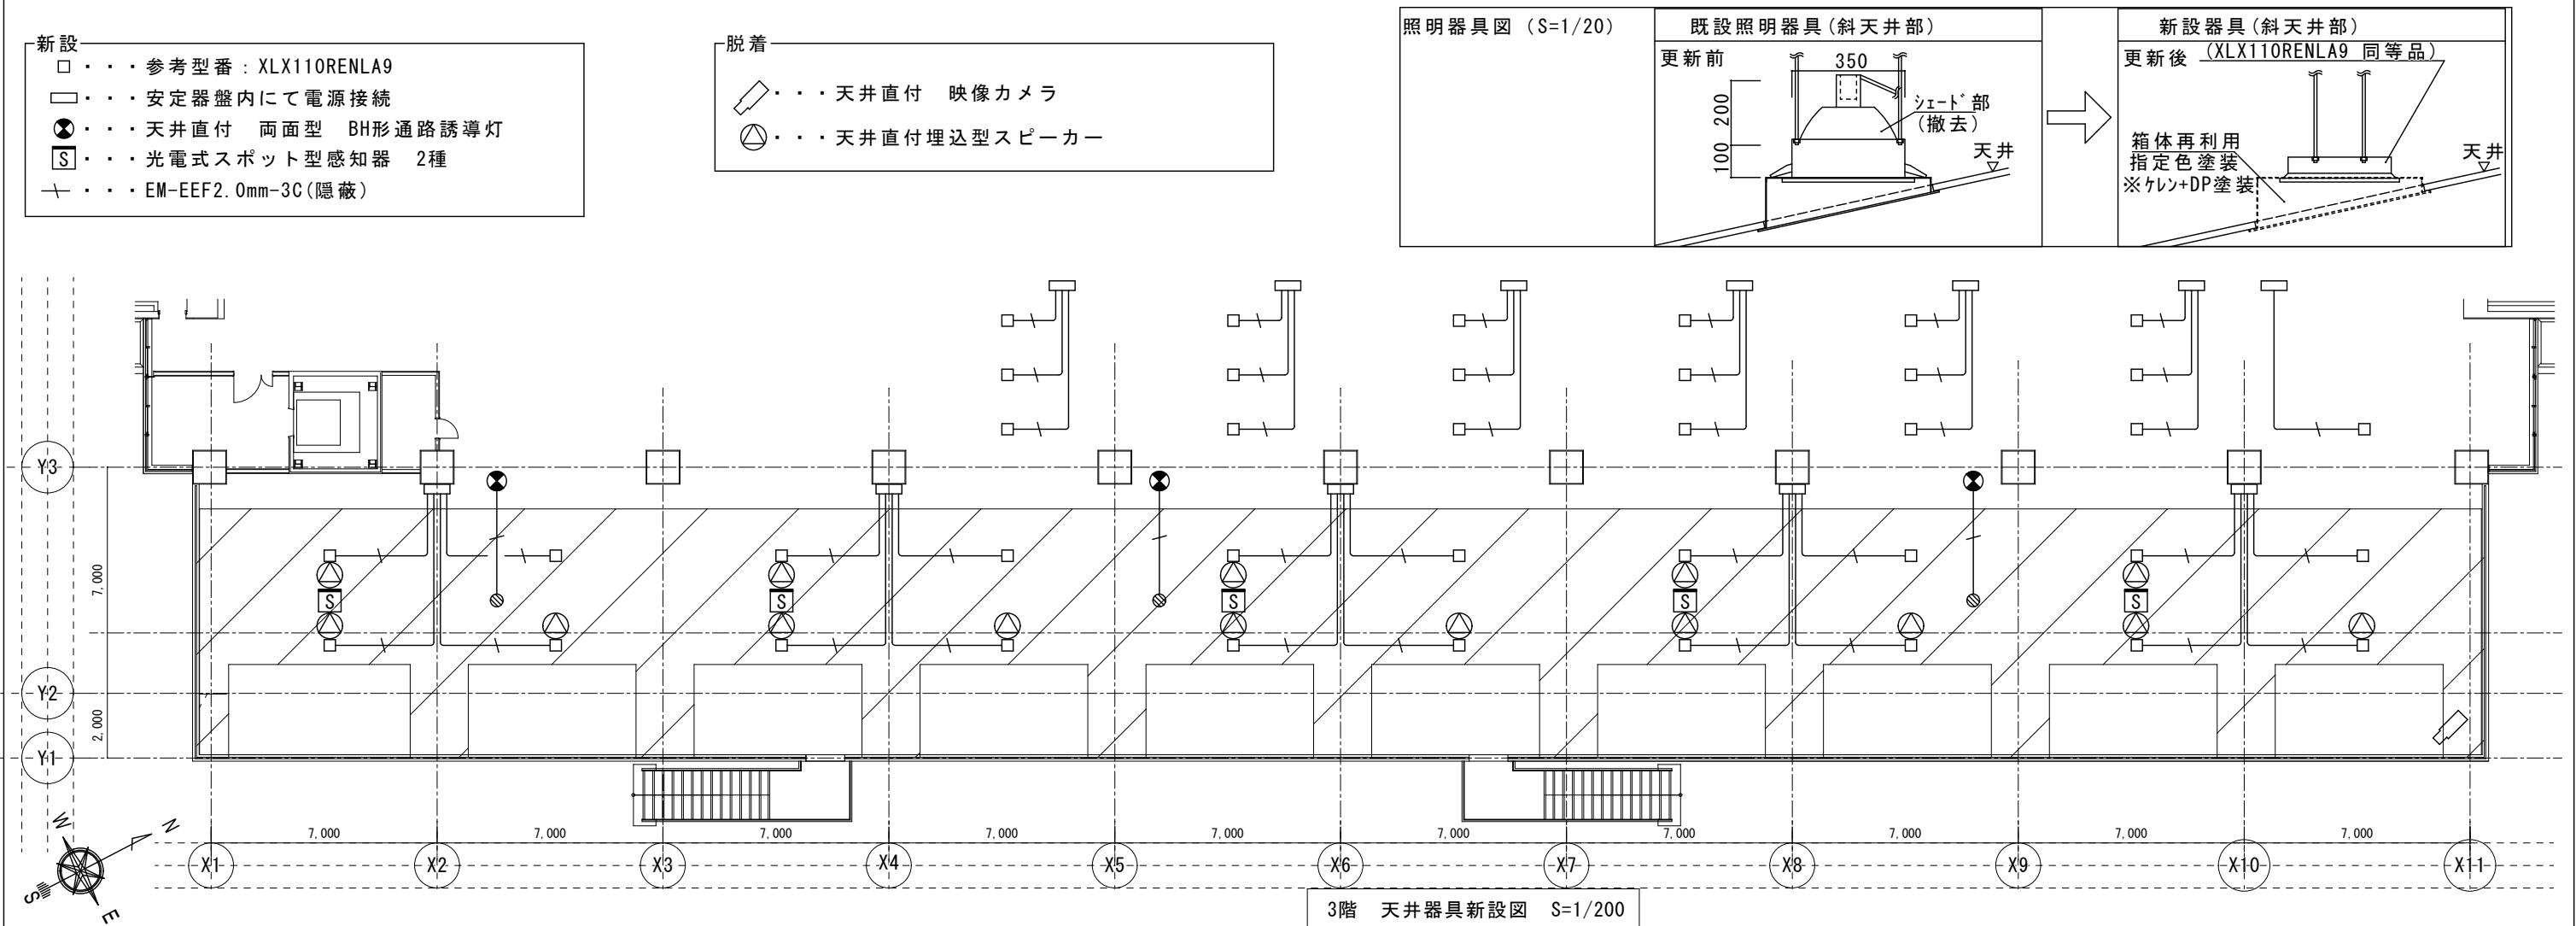 新設
・・・参考型番：XLX110RENLA9
・・・安定器盤内にて電源接続
・・・天井直付　両面型　BH形通路誘導灯
S・・・光電式スポット型感知器　2種
・・・EM-EEF2.0mm-3C(隠蔽)
脱着
・・・天井直付　映像カメラ
・・・天井直付埋込型スピーカー
照明器具図（S=1/20）
既設照明器具(斜天井部)
更新前
350
200
100
シェード部
(撤去)
天井
新設器具(斜天井部)
更新後　(XLX110RENLA9 同等品)
箱体再利用
指定色塗装
※ケレン+DP塗装
天井
Y3
7,000
Y2
2,000
Y1
S
S
S
S
S
7,000
7,000
7,000
7,000
7,000
7,000
7,000
7,000
7,000
7,000
X1
X2
X3
X4
X5
X6
X7
X8
X9
X10
X11
W
N
S
E
3階　天井器具新設図　S=1/200